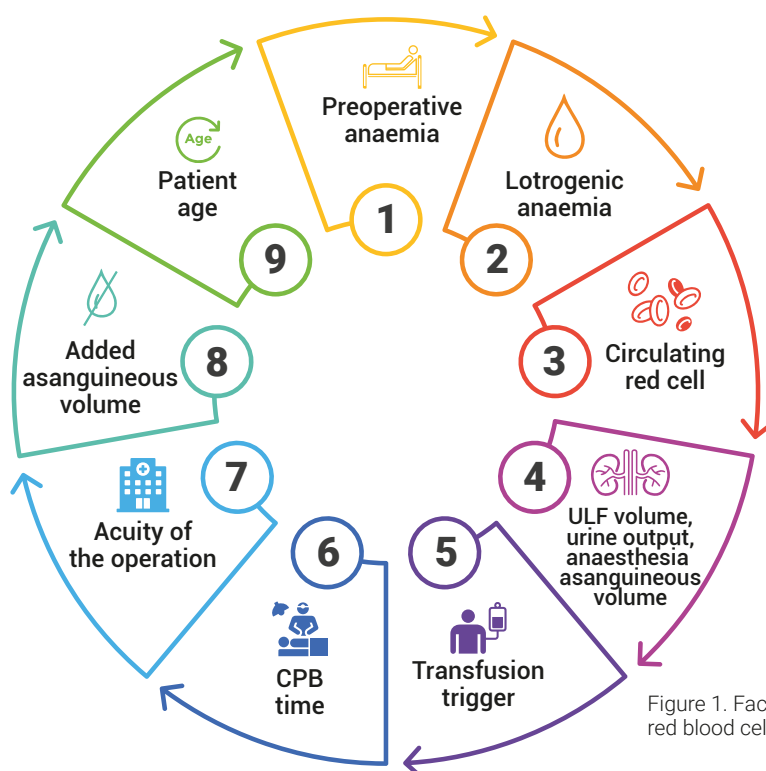 1
Preoperative
anaemia
2
Lotrogenic
anaemia
3
Circulating
red cell
4
ULF volume,
urine output,
anaesthesia
asanguineous
volume
5
Transfusion
trigger
6
CPB
time
7
Acuity of
the operation
8
Added
asanguineous
volume
9
Age
Patient
age
Figure 1. Fac
red blood cel